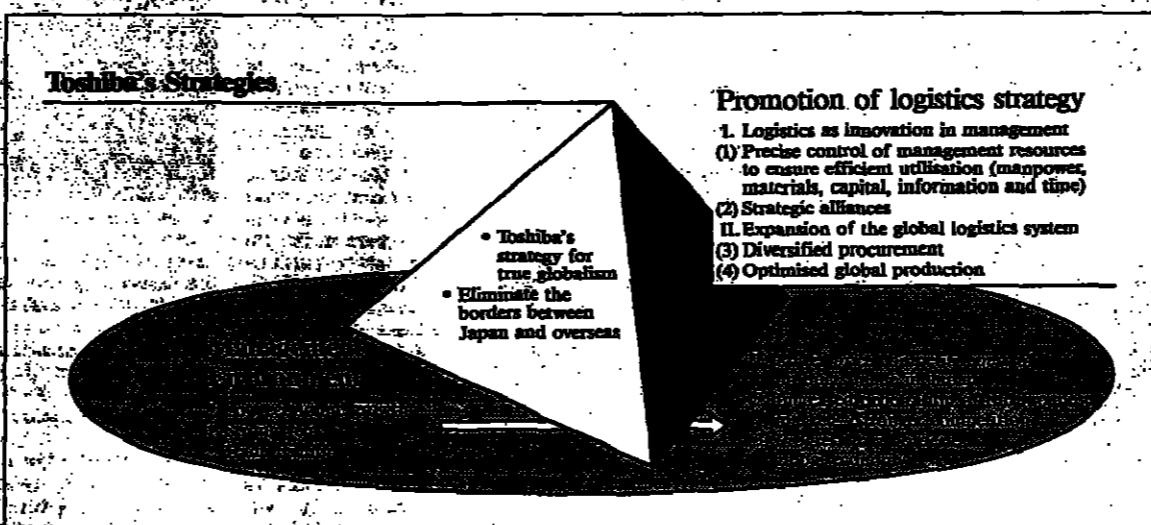 Toshiba's Strategies
• Toshiba's
strategy for
true globalism
• Eliminate the
borders between
Japan and overseas
Promotion of logistics strategy
I. Logistics as innovation in management
(1) Precise control of management resources
to ensure efficient utilisation (manpower,
materials, capital, information and time)
(2) Strategic alliances
II. Expansion of the global logistics system
(3) Diversified procurement
(4) Optimised global production